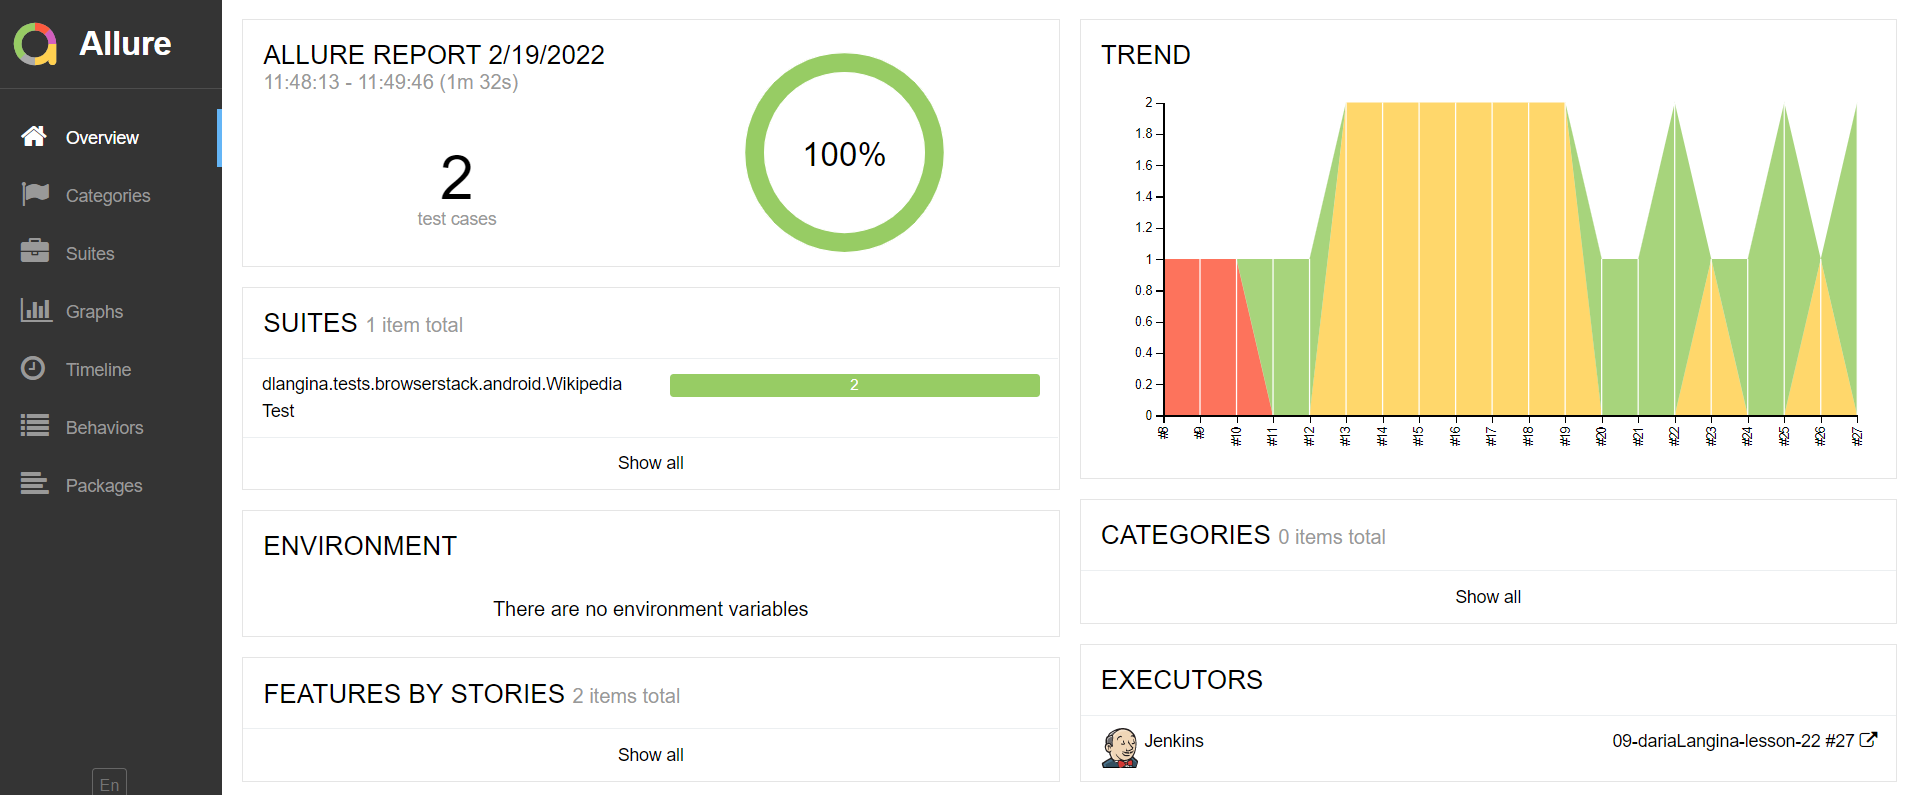 Allure
Overview
Categories
Suites
Graphs
Timeline
Behaviors
Packages
En
ALLURE REPORT 2/19/2022
11:48:13 - 11:49:46 (1m 32s)
2
test cases
100%
SUITES 1 item total
dlangina.tests.browserstack.android.Wikipedia
Test
2
Show all
ENVIRONMENT
There are no environment variables
FEATURES BY STORIES 2 items total
Show all
TREND
2
1.8
1.6
1.4
1.2
1
0.8
0.6
0.4
0.2
0
#8 #9 #10 #11 #12 #13 #14 #15 #16 #17 #18 #19 #20 #21 #22 #23 #24 #25 #26 #27
CATEGORIES 0 items total
Show all
EXECUTORS
Jenkins 09-dariaLangina-lesson-22 #27